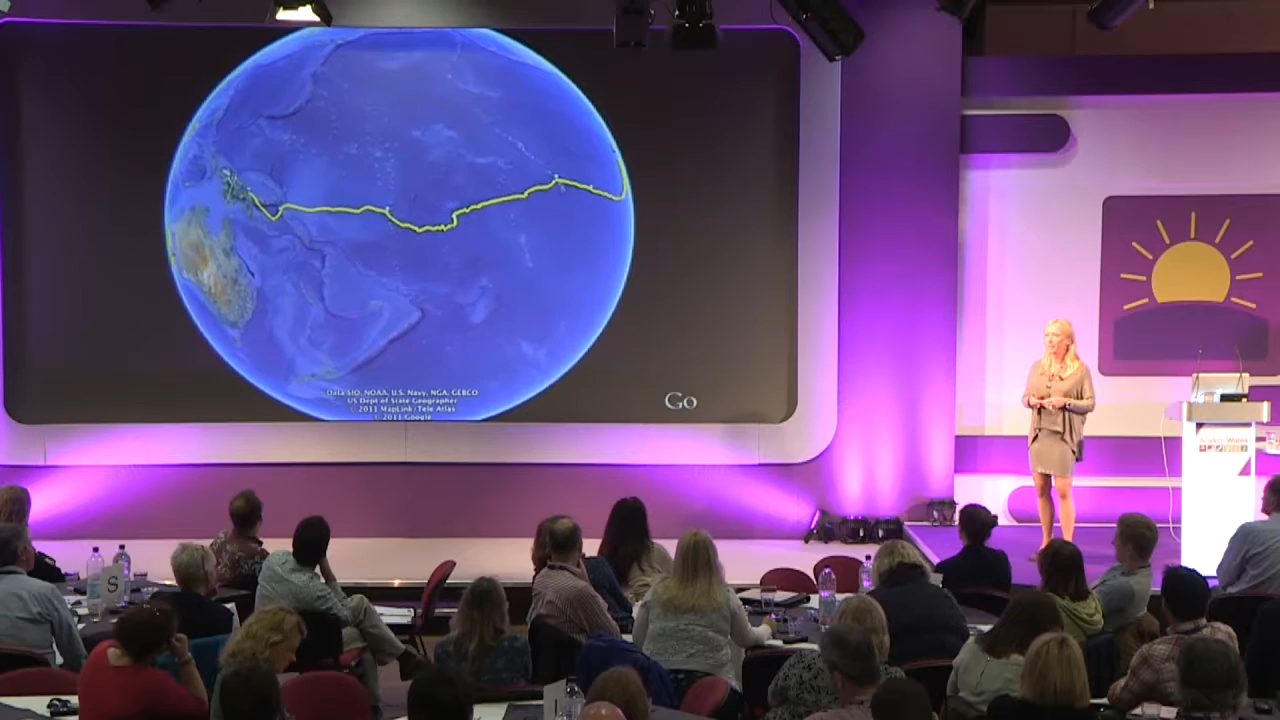 Data SIO, NOAA, U.S. Navy, NGA, GEBCO
US Dept of State Geographer
© 2011 MapLink/Tele Atlas
© 2011 Google
Go
S